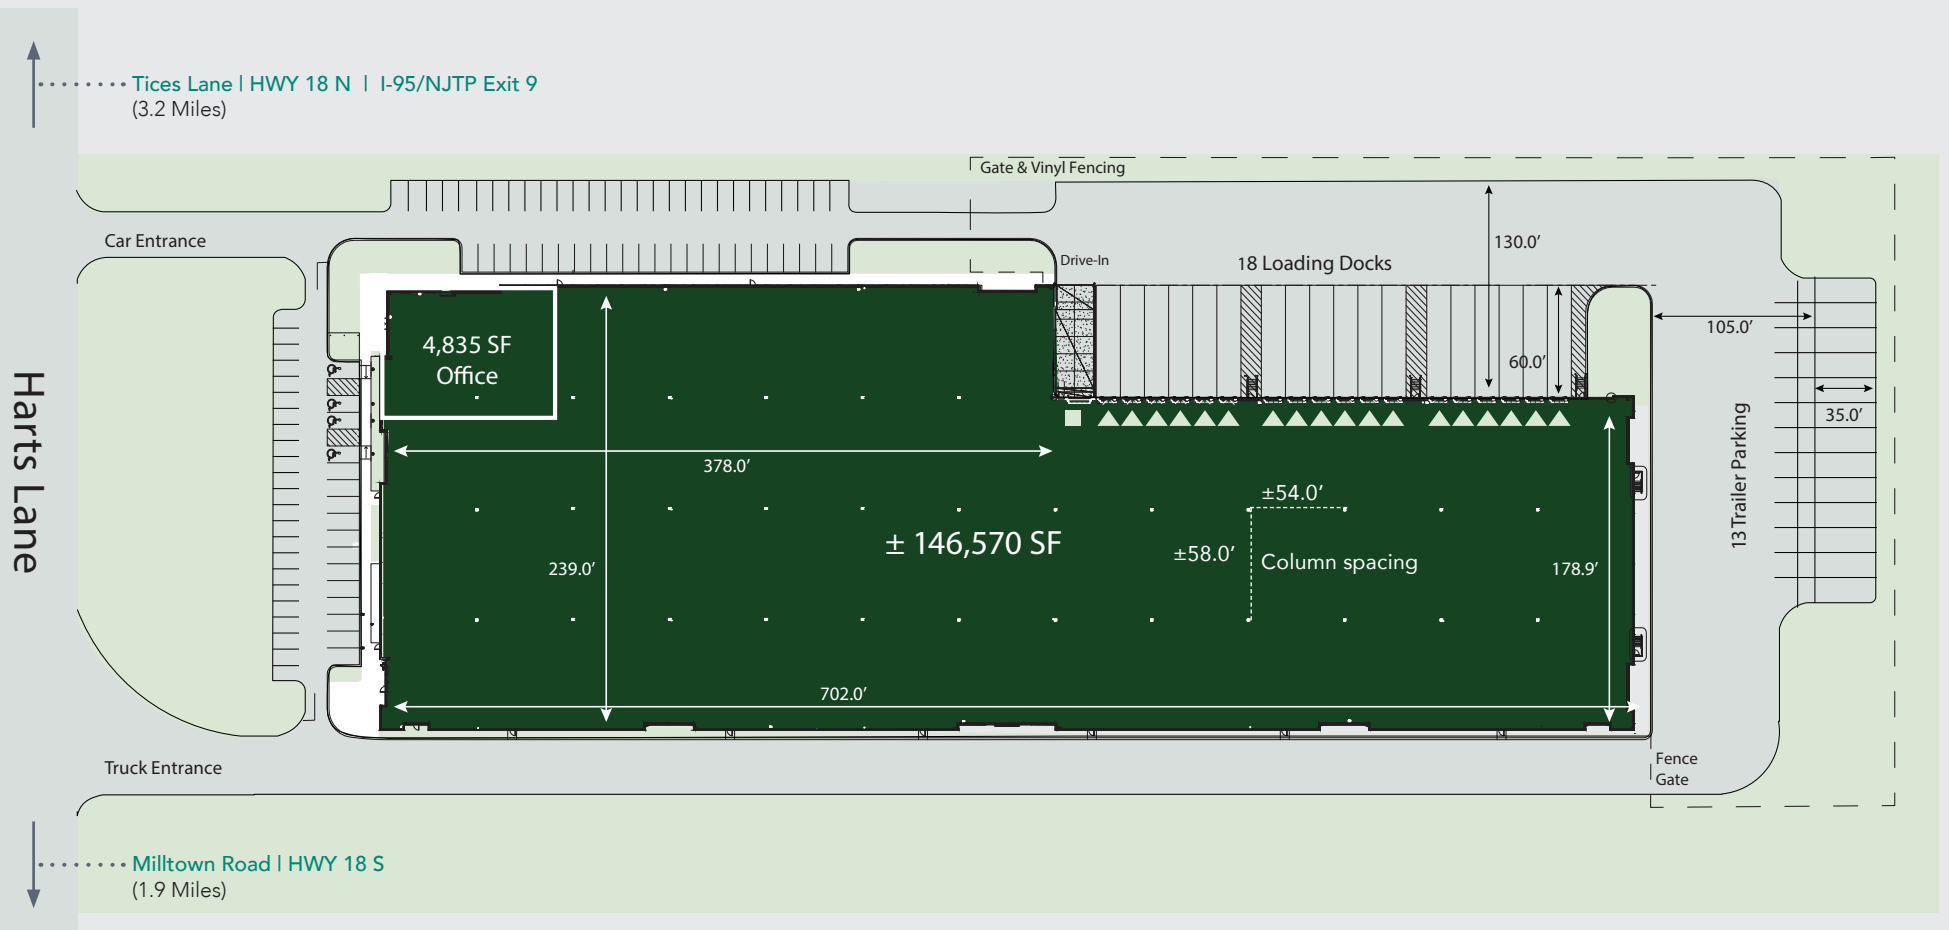 Tices Lane | HWY 18 N | I-95/NJTP Exit 9
(3.2 Miles)
Gate & Vinyl Fencing
Car Entrance
Drive-In
18 Loading Docks
130.0’
105.0’
60.0’
35.0’
13 Trailer Parking
4,835 SF
Office
378.0’
±54.0’
± 146,570 SF
±58.0’
Column spacing
239.0’
178.9’
702.0’
Harts Lane
Truck Entrance
Fence
Gate
Milltown Road | HWY 18 S
(1.9 Miles)